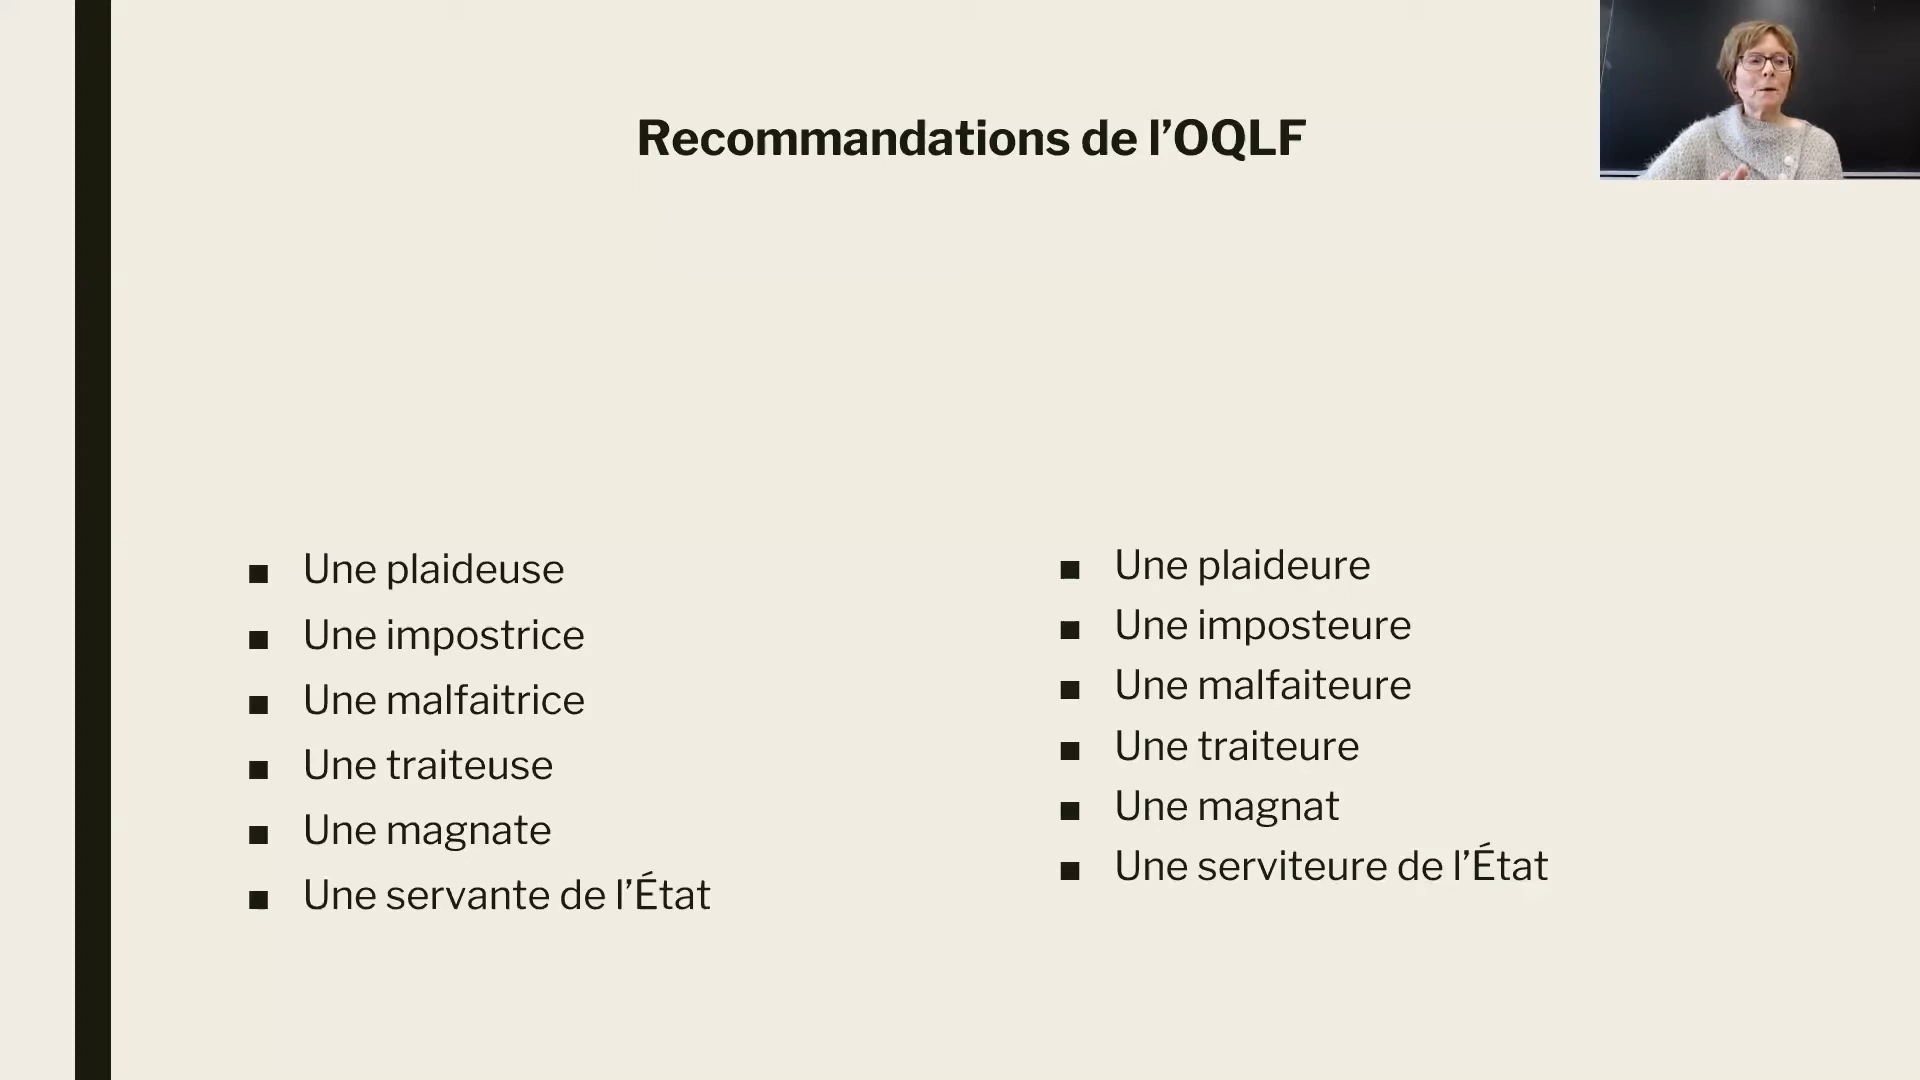 Recommandations de l’OQLF
■ Une plaideuse
■ Une impostrice
■ Une malfaitrice
■ Une traiteuse
■ Une magnate
■ Une servante de l’État
■ Une plaideure
■ Une imposteure
■ Une malfaiteure
■ Une traiteure
■ Une magnat
■ Une serviteure de l’État